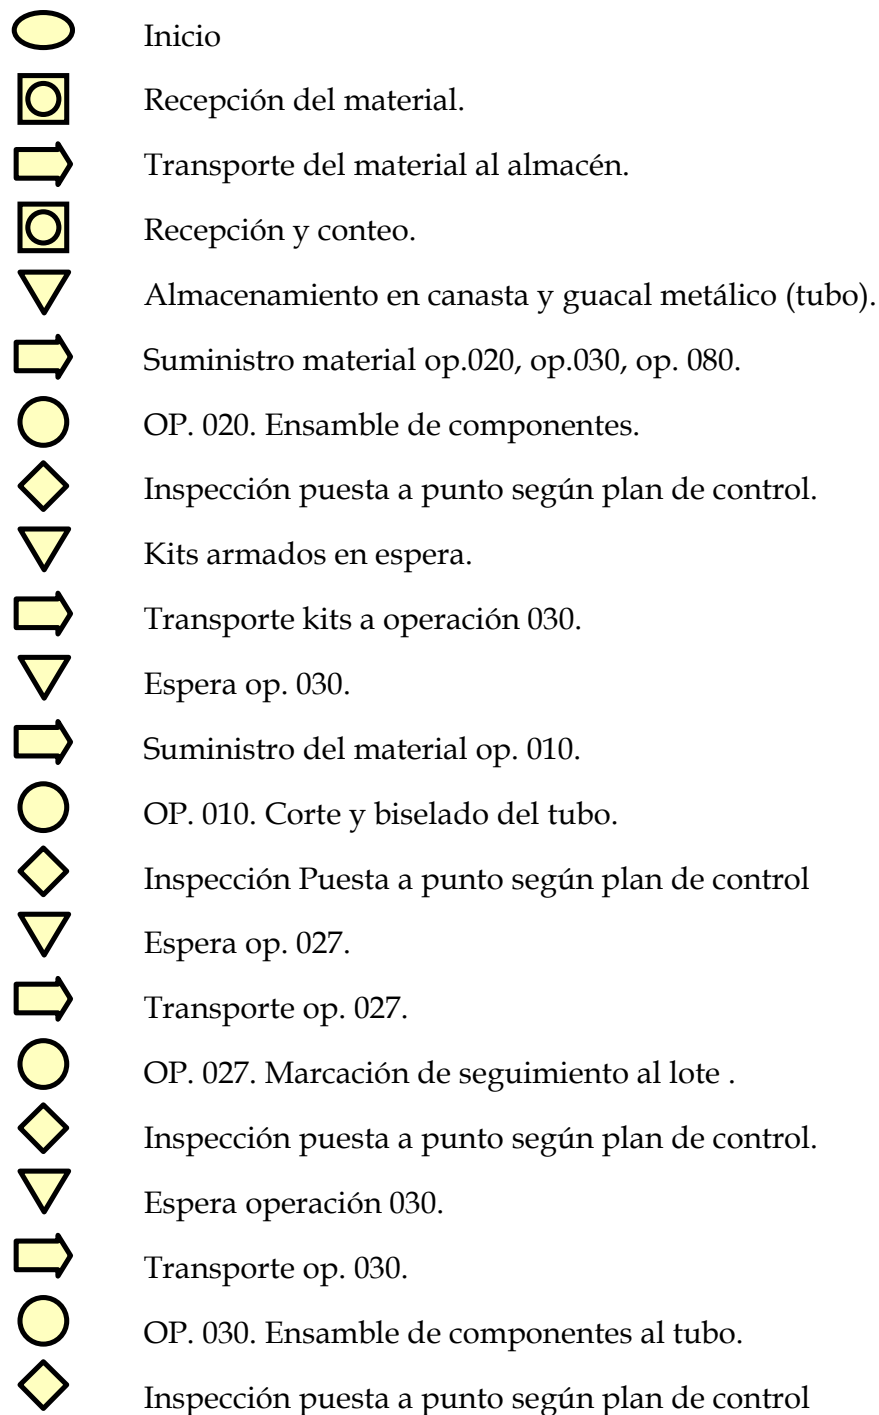 Inicio
Recepción del material.
Transporte del material al almacén.
Recepción y conteo.
Almacenamiento en canasta y guacal metálico (tubo).
Suministro material op.020, op.030, op. 080.
OP. 020. Ensamble de componentes.
Inspección puesta a punto según plan de control.
Kits armados en espera.
Transporte kits a operación 030.
Espera op. 030.
Suministro del material op. 010.
OP. 010. Corte y biselado del tubo.
Inspección Puesta a punto según plan de control
Espera op. 027.
Transporte op. 027.
OP. 027. Marcación de seguimiento al lote .
Inspección puesta a punto según plan de control.
Espera operación 030.
Transporte op. 030.
OP. 030. Ensamble de componentes al tubo.
Inspección puesta a punto según plan de control